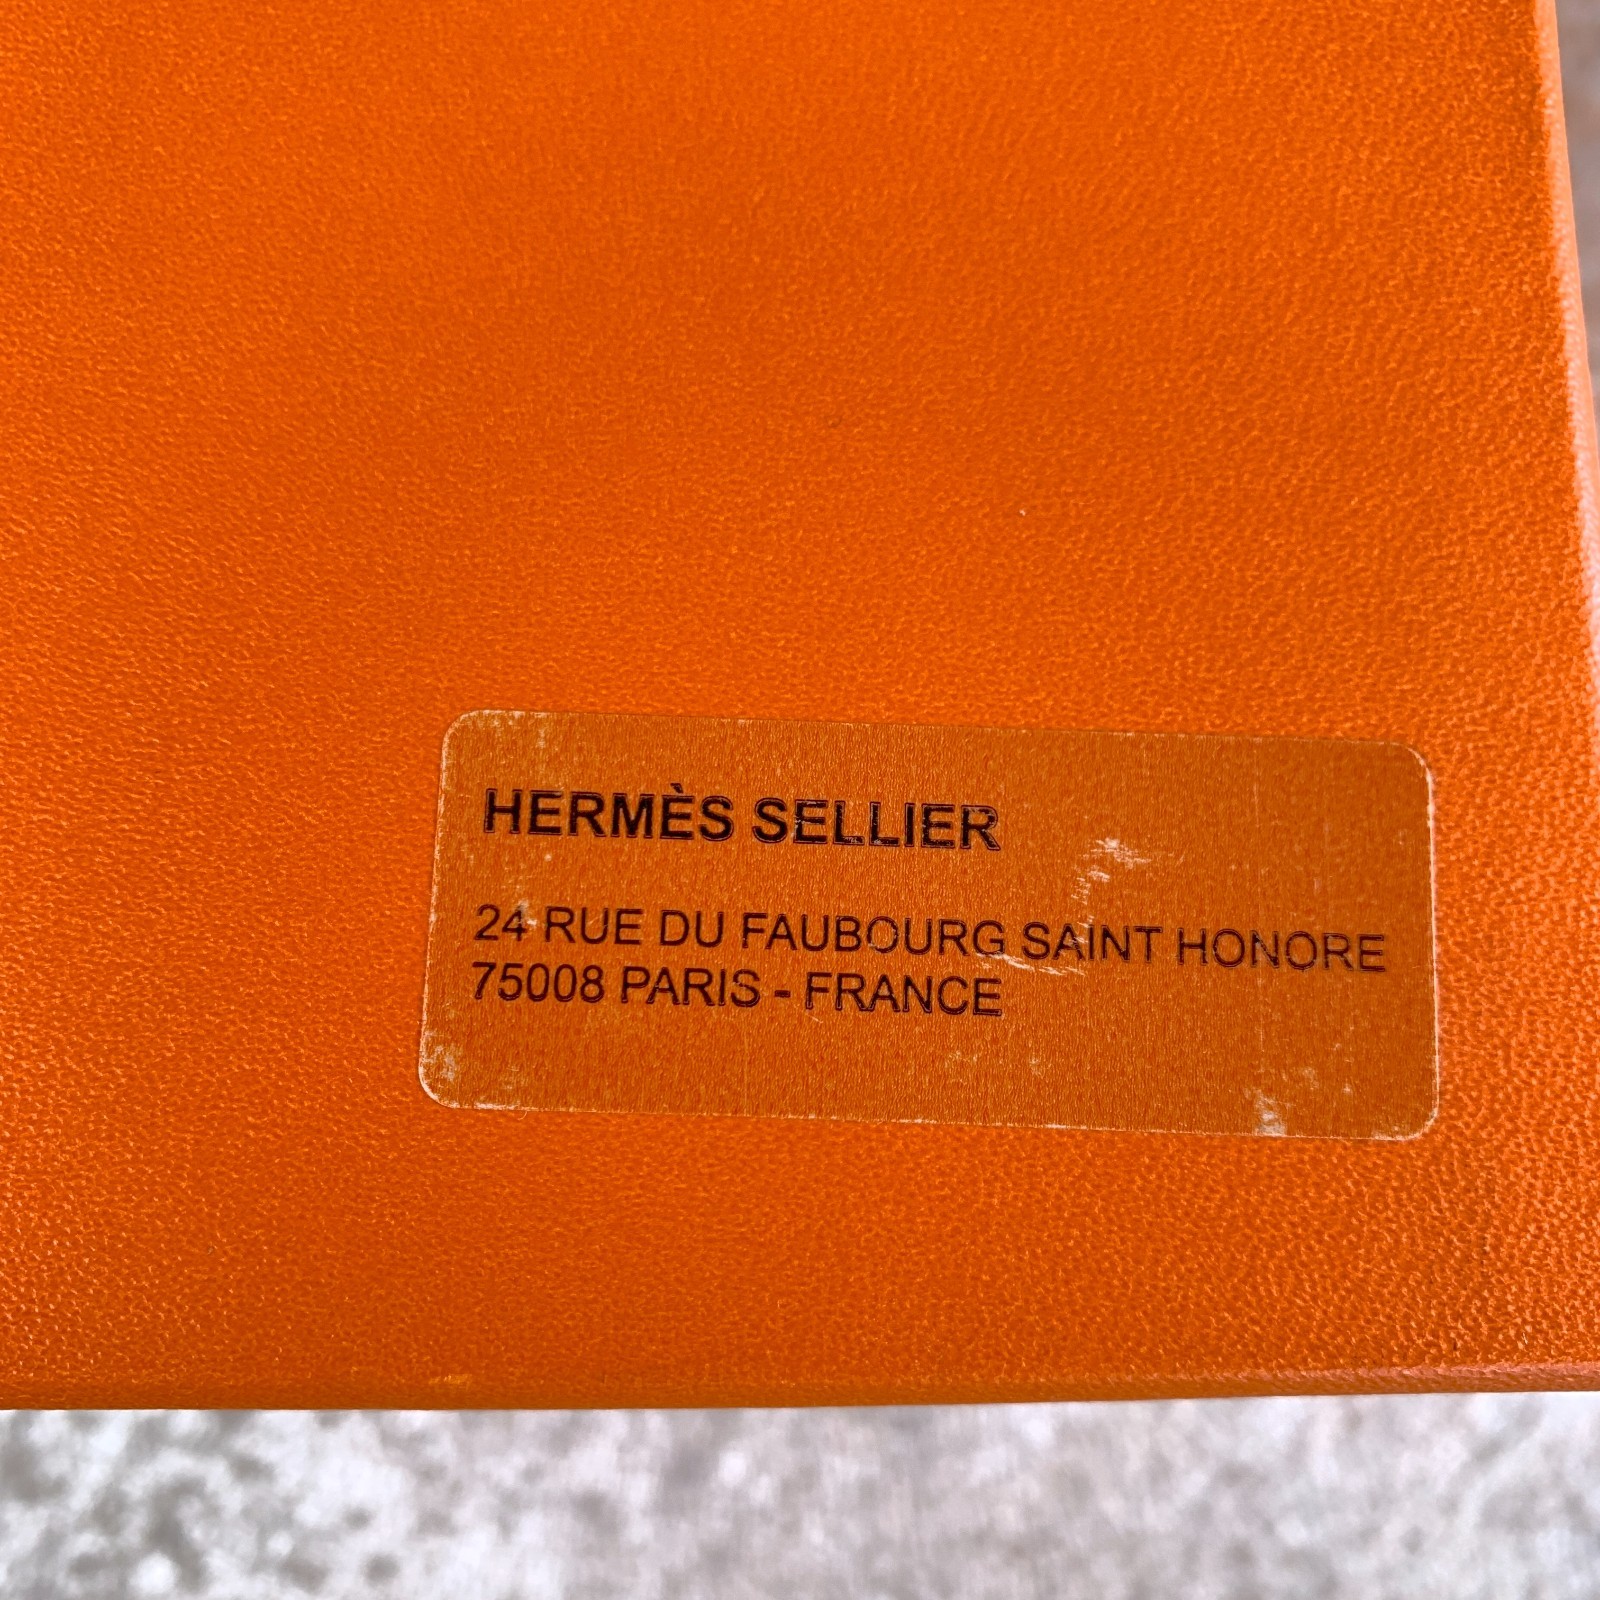 HERMÈS SELLIER
24 RUE DU FAUBOURG SAINT HONORE
75008 PARIS - FRANCE